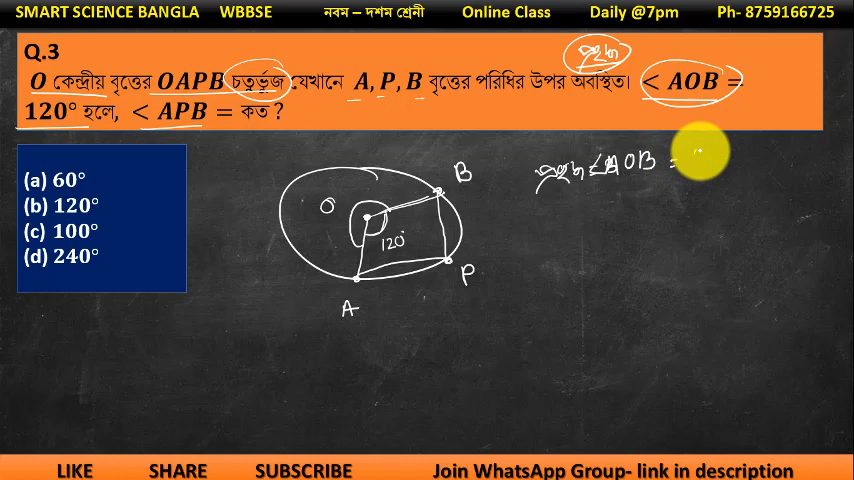 SMART SCIENCE BANGLA WBBSE নবম – দশম শ্রেনী Online Class Daily @7pm Ph- 8759166725
Q.3
O কেন্দ্রীয় বৃত্তের OAPB চতুর্ভুজ যেখানে A, P, B বৃত্তের পরিধির উপর অবস্থিত। < AOB =
120° হলে, < APB = কত ?
(a) 60°
(b) 120°
(c) 100°
(d) 240°
∠AOB =
B
O
120°
P
A
LIKE SHARE SUBSCRIBE Join WhatsApp Group- link in description